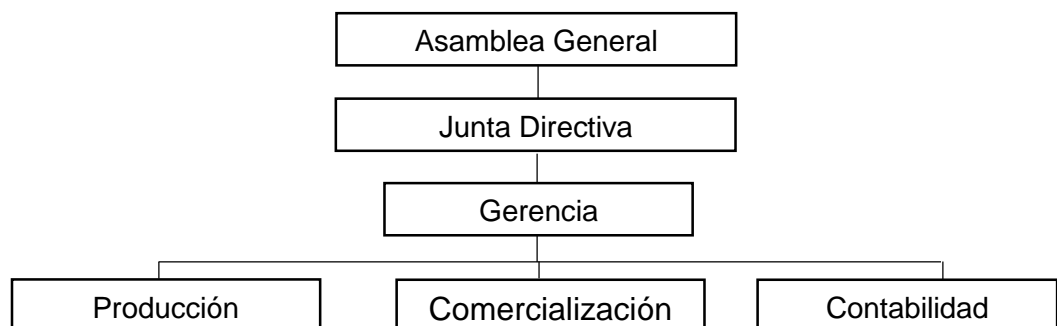 Asamblea General
Junta Directiva
Gerencia
Producción
Comercialización
Contabilidad